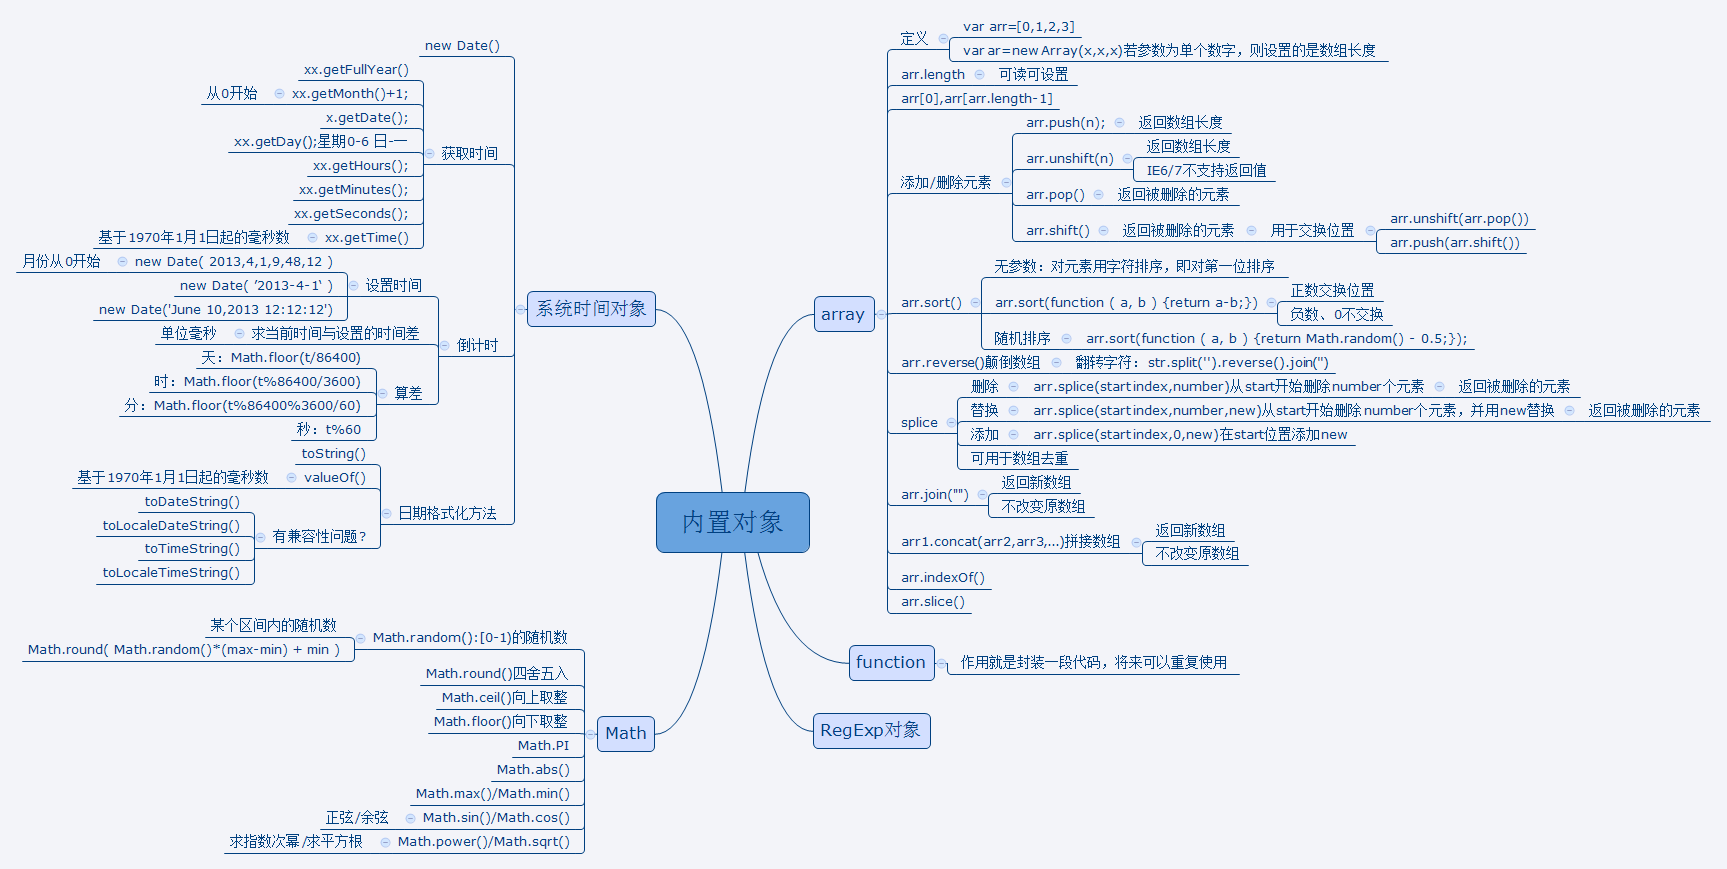 内置对象
系统时间对象
new Date()
获取时间
xx.getFullYear()
xx.getMonth()+1;
从0开始
x.getDate();
xx.getDay();星期0-6 日-一
xx.getHours();
xx.getMinutes();
xx.getSeconds();
xx.getTime()
基于1970年1月1日起的毫秒数
倒计时
设置时间
new Date( 2013,4,1,9,48,12 )
月份从0开始
new Date( ’2013-4-1‘ )
new Date('June 10,2013 12:12:12')
求当前时间与设置的时间差
单位毫秒
算差
天：Math.floor(t/86400)
时：Math.floor(t%86400/3600)
分：Math.floor(t%86400%3600/60)
秒：t%60
日期格式化方法
toString()
valueOf()
基于1970年1月1日起的毫秒数
有兼容性问题？
toDateString()
toLocaleDateString()
toTimeString()
toLocaleTimeString()
Math
Math.random():[0-1)的随机数
某个区间内的随机数
Math.round( Math.random()*(max-min) + min )
Math.round()四舍五入
Math.ceil()向上取整
Math.floor()向下取整
Math.PI
Math.abs()
Math.max()/Math.min()
Math.sin()/Math.cos()
正弦/余弦
Math.power()/Math.sqrt()
求指数次幂/求平方根
array
定义
var arr=[0,1,2,3]
var ar=new Array(x,x,x)若参数为单个数字，则设置的是数组长度
arr.length
可读可设置
arr[0],arr[arr.length-1]
添加/删除元素
arr.push(n);
返回数组长度
arr.unshift(n)
返回数组长度
IE6/7不支持返回值
arr.pop()
返回被删除的元素
arr.shift()
返回被删除的元素
用于交换位置
arr.unshift(arr.pop())
arr.push(arr.shift())
arr.sort()
无参数：对元素用字符排序，即对第一位排序
arr.sort(function ( a, b ) {return a-b;})
正数交换位置
负数、0不交换
随机排序
arr.sort(function ( a, b ) {return Math.random() - 0.5;});
arr.reverse()颠倒数组
翻转字符：str.split('').reverse().join('')
splice
删除
arr.splice(startindex,number)从start开始删除number个元素
返回被删除的元素
替换
arr.splice(startindex,number,new)从start开始删除number个元素，并用new替换
返回被删除的元素
添加
arr.splice(startindex,0,new)在start位置添加new
可用于数组去重
arr.join("")
返回新数组
不改变原数组
arr1.concat(arr2,arr3,...)拼接数组
返回新数组
不改变原数组
arr.indexOf()
arr.slice()
function
作用就是封装一段代码，将来可以重复使用
RegExp对象